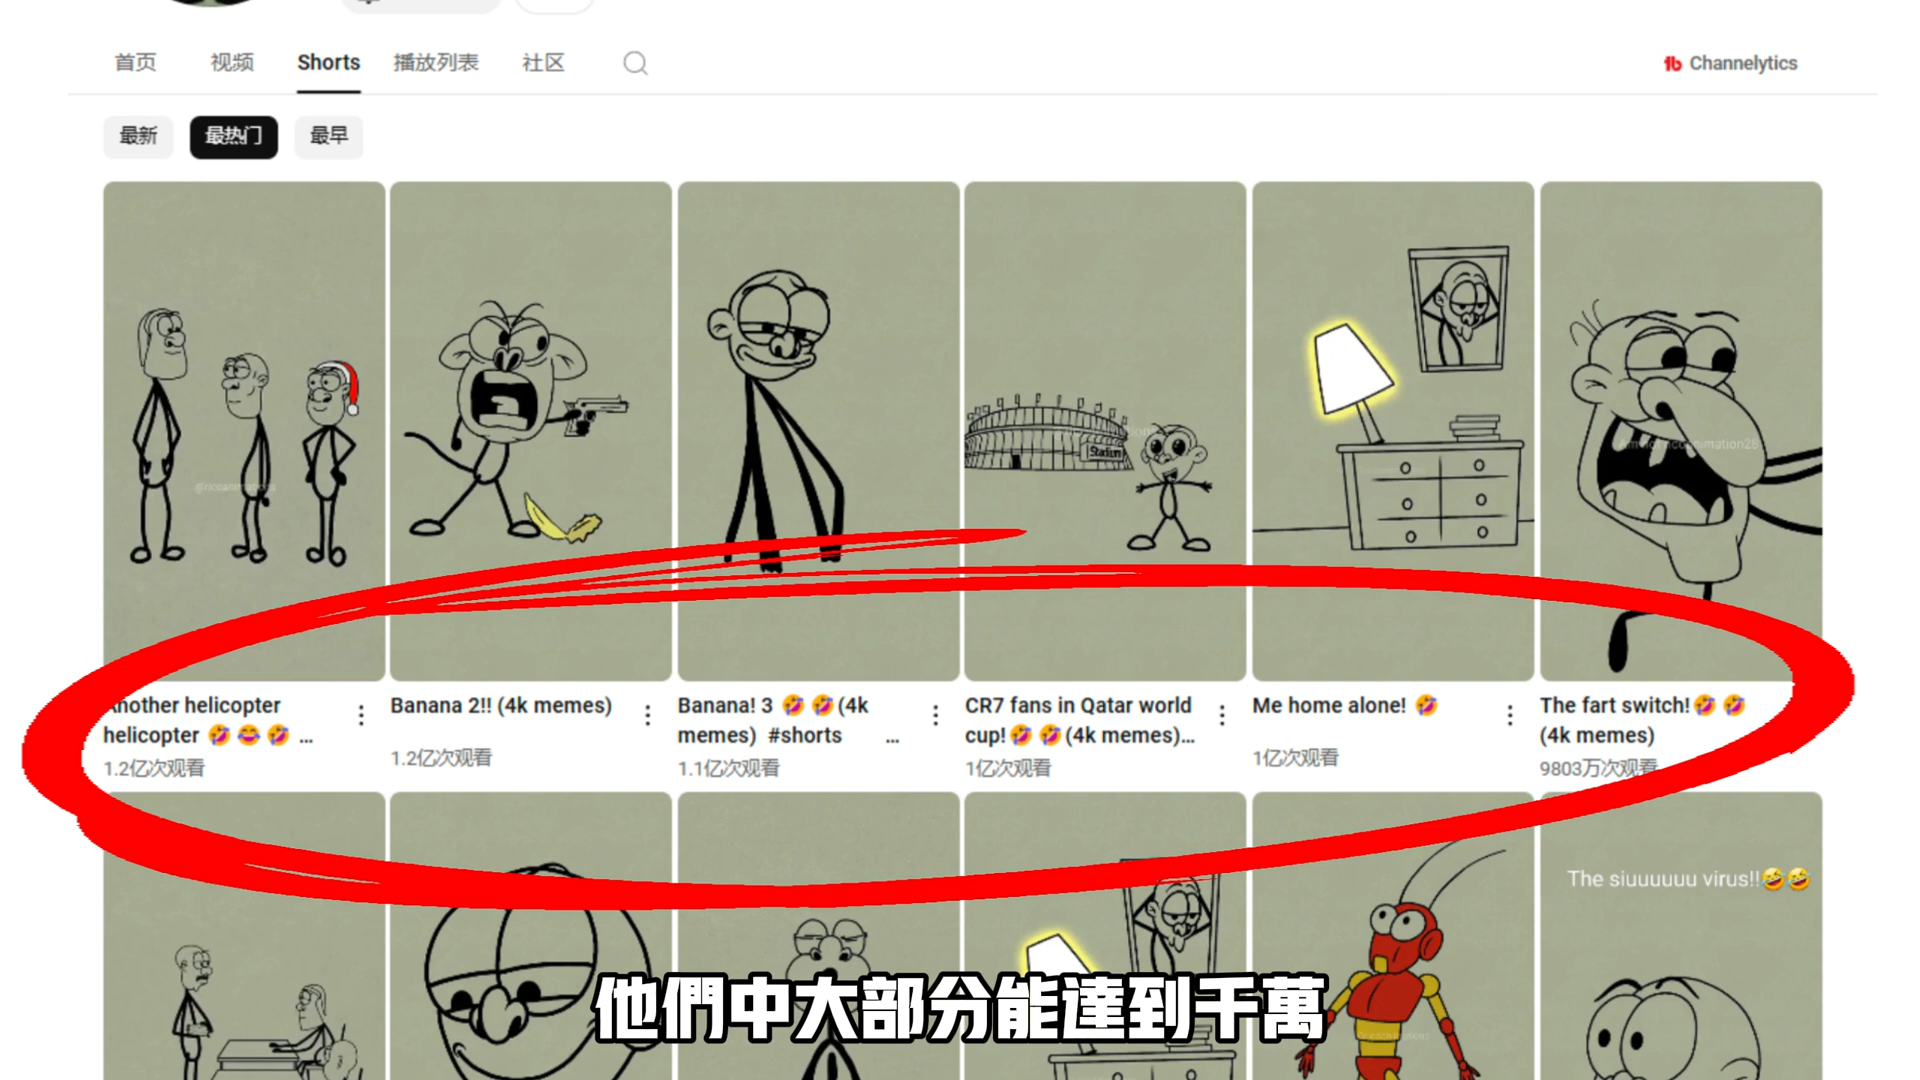 首页 视频 Shorts 播放列表 社区 Channelytics
最新 最热门 最早
@nicoanimations
Stadium
Another helicopter
helicopter 🤣😂🤣 ...
1.2亿次观看
Banana 2!! (4k memes)
1.2亿次观看
Banana! 3 🤣🤣(4k
memes) #shorts ...
1.1亿次观看
CR7 fans in Qatar world
cup!🤣🤣(4k memes)...
1亿次观看
Me home alone! 🤣
1亿次观看
The fart switch!🤣🤣
(4k memes)
9803万次观看
The siuuuuuu virus!!🤣🤣
他們中大部分能達到千萬